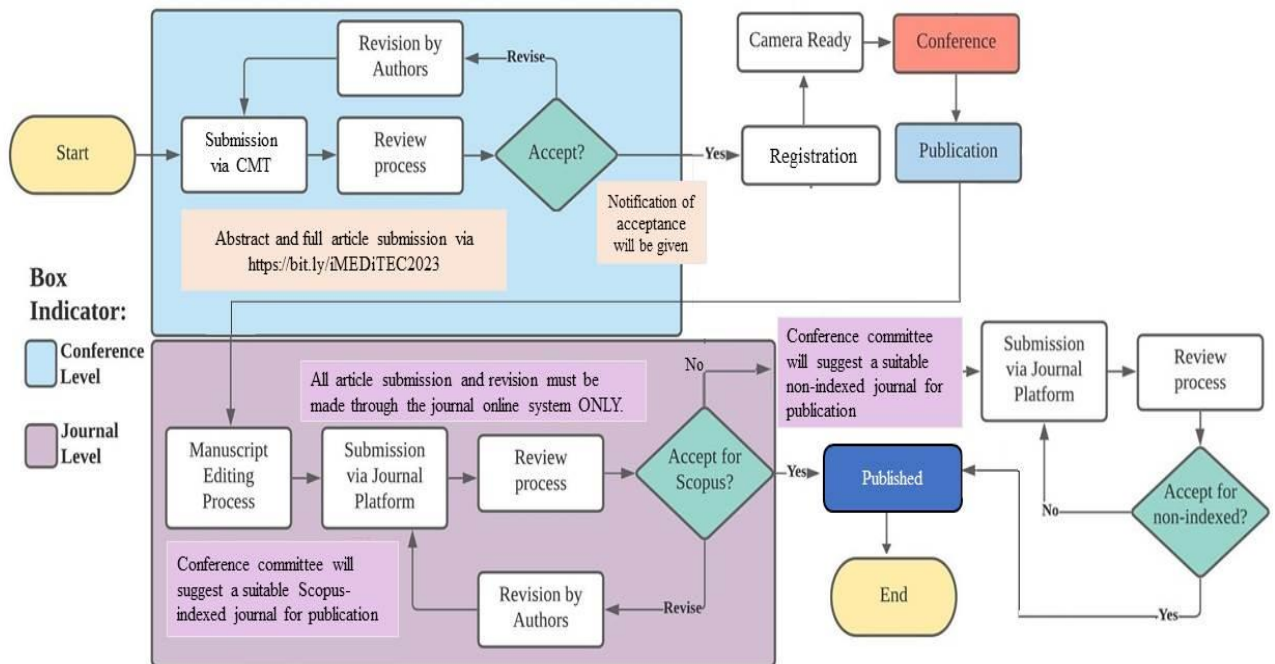 Start
Submission
via CMT
Review
process
Accept?
Revise
Revision by
Authors
Yes
Registration
Camera Ready
Conference
Publication
Abstract and full article submission via
https://bit.ly/iMEDiTEC2023
Notification of
acceptance
will be given
Box
Indicator:
Conference
Level
Journal
Level
Manuscript
Editing
Process
Submission
via Journal
Platform
Review
process
Accept for
Scopus?
Revise
Revision by
Authors
All article submission and revision must be
made through the journal online system ONLY.
Conference committee will
suggest a suitable Scopus-
indexed journal for publication
No
Conference committee
will suggest a suitable
non-indexed journal for
publication
Submission
via Journal
Platform
Review
process
Accept for
non-indexed?
No
Yes
Yes
Published
End